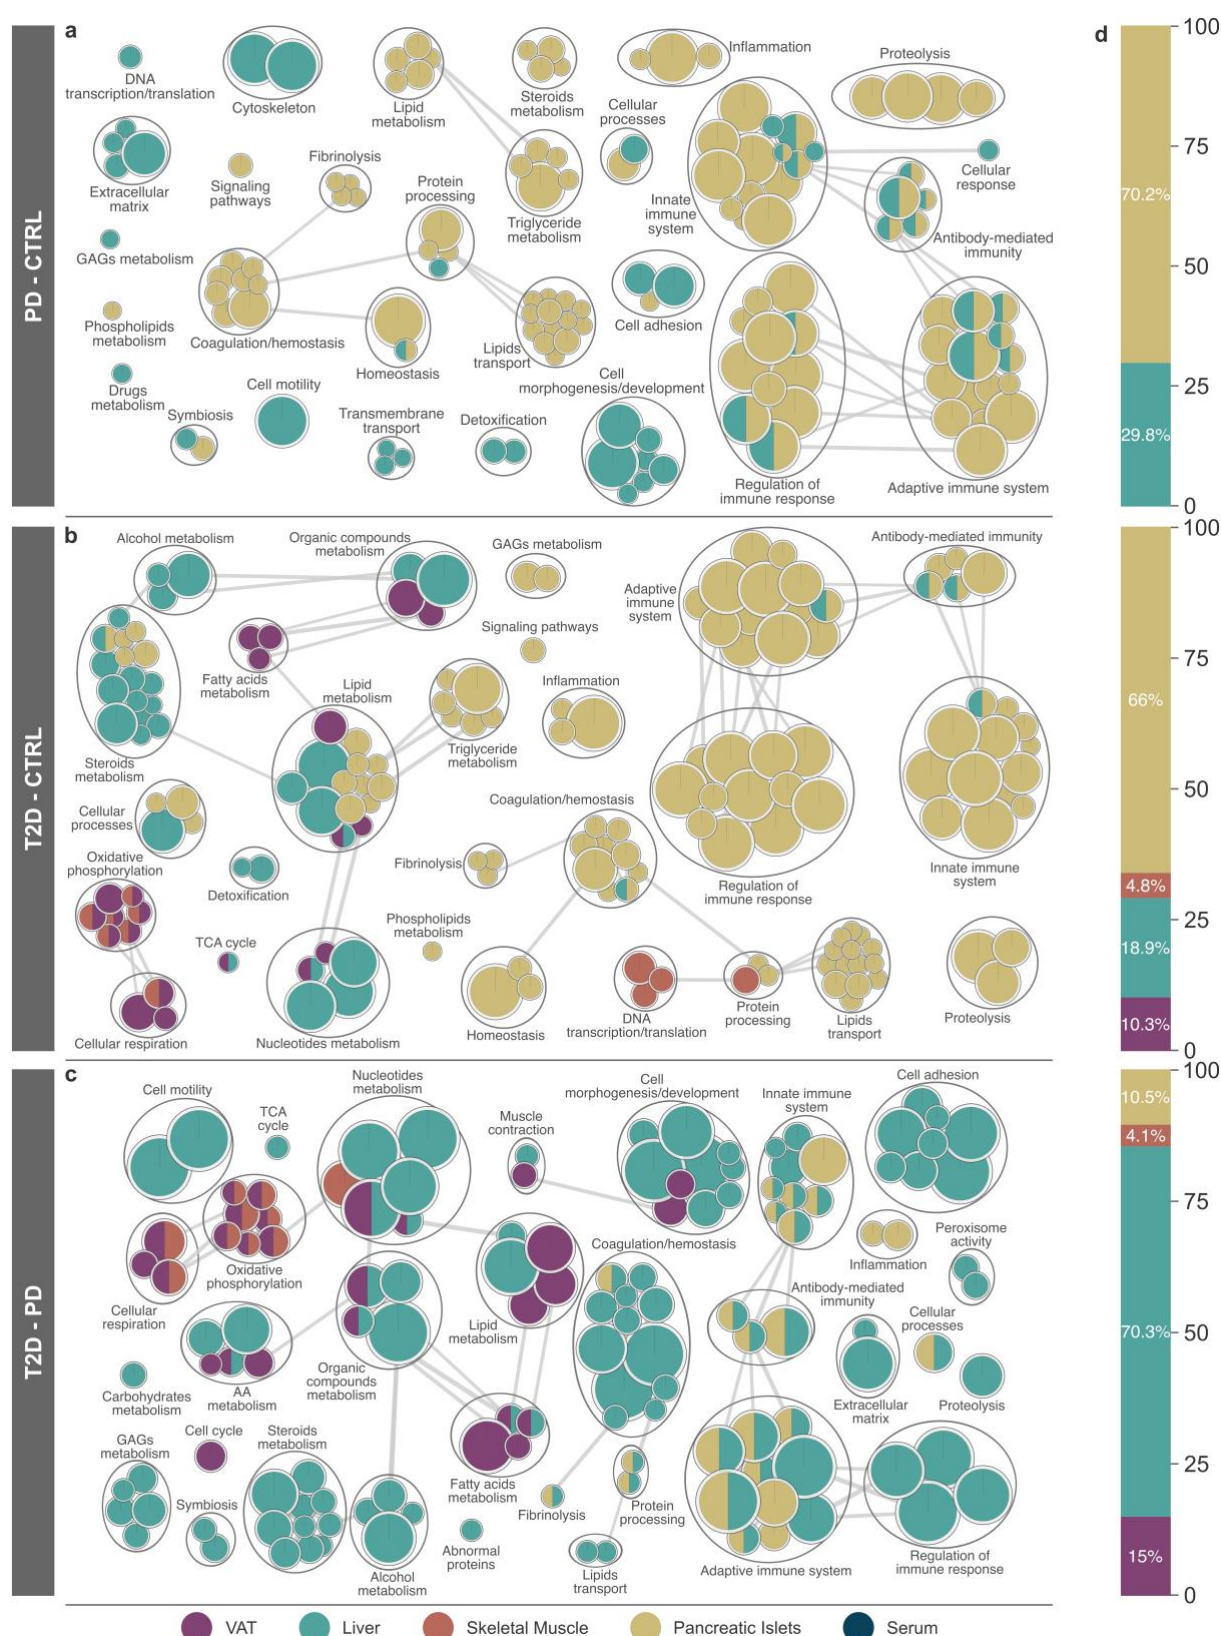 a
PD - CTRL
DNA
transcription/translation
Cytoskeleton
Lipid
metabolism
Steroids
metabolism
Inflammation
Proteolysis
Cellular
processes
Extracellular
matrix
Signaling
pathways
Fibrinolysis
Protein
processing
Triglyceride
metabolism
Innate
immune
system
Cellular
response
Antibody-mediated
immunity
GAGs metabolism
Phospholipids
metabolism
Coagulation/hemostasis
Homeostasis
Lipids
transport
Cell adhesion
Drugs
metabolism
Cell motility
Cell
morphogenesis/development
Symbiosis
Transmembrane
transport
Detoxification
Regulation of
immune response
Adaptive immune system
b
T2D - CTRL
Alcohol metabolism
Organic compounds
metabolism
GAGs metabolism
Adaptive
immune
system
Antibody-mediated immunity
Signaling pathways
Fatty acids
metabolism
Lipid
metabolism
Inflammation
Triglyceride
metabolism
Steroids
metabolism
Cellular
processes
Coagulation/hemostasis
Oxidative
phosphorylation
Detoxification
Fibrinolysis
Regulation of
immune response
Innate immune
system
Phospholipids
metabolism
TCA cycle
Cellular respiration
Nucleotides metabolism
Homeostasis
DNA
transcription/translation
Protein
processing
Lipids
transport
Proteolysis
c
T2D - PD
Cell motility
TCA
cycle
Nucleotides
metabolism
Muscle
contraction
Cell
morphogenesis/development
Innate immune
system
Cell adhesion
Oxidative
phosphorylation
Cellular
respiration
Lipid
metabolism
Coagulation/hemostasis
Inflammation
Peroxisome
activity
Antibody-mediated
immunity
Cellular
processes
Carbohydrates
metabolism
AA
metabolism
Organic
compounds
metabolism
Extracellular
matrix
Proteolysis
GAGs
metabolism
Cell cycle
Steroids
metabolism
Symbiosis
Alcohol
metabolism
Fatty acids
metabolism
Abnormal
proteins
Fibrinolysis
Protein
processing
Lipids
transport
Adaptive immune system
Regulation of
immune response
d
100
75
70.2%
50
25
29.8%
0
100
75
66%
50
4.8%
25
18.9%
10.3%
0
100
10.5%
4.1%
75
70.3%
50
25
15%
0
VAT
Liver
Skeletal Muscle
Pancreatic Islets
Serum